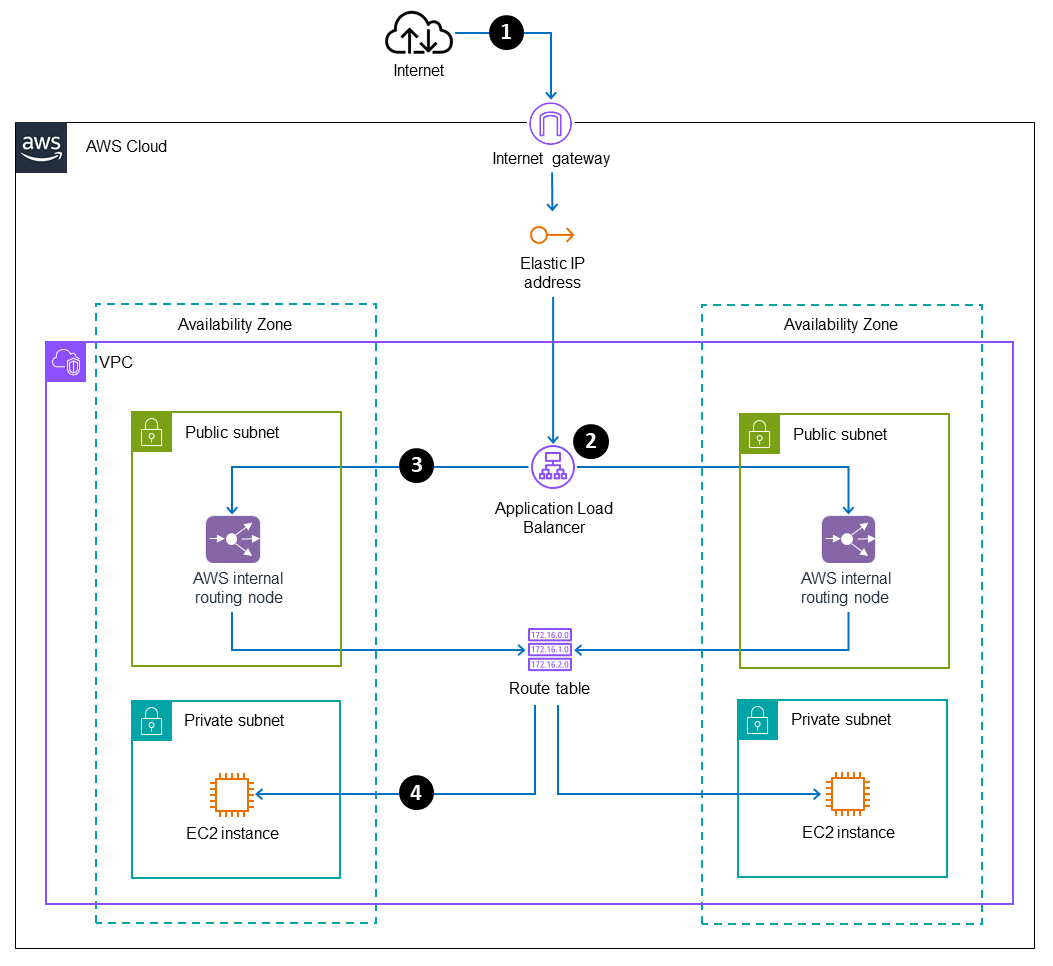 1
Internet
aws
AWS Cloud
Internet gateway
Elastic IP
address
Availability Zone
Availability Zone
VPC
Public subnet
Public subnet
2
3
Application Load
Balancer
AWS internal
routing node
AWS internal
routing node
172.16.0.0
172.16.1.0
172.16.2.0
Route table
Private subnet
Private subnet
4
EC2 instance
EC2 instance